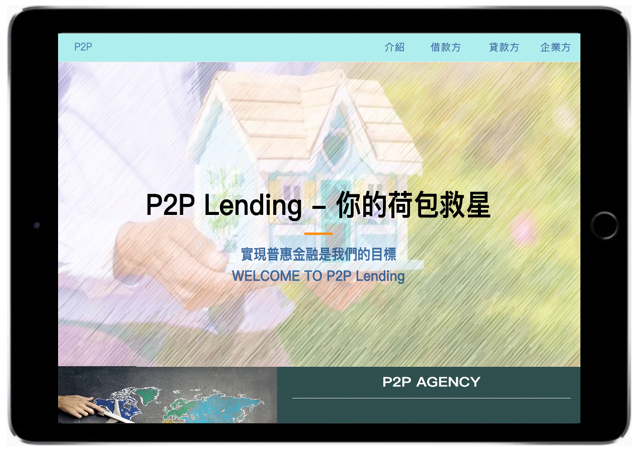 P2P 介紹 借款方 貸款方 企業方
P2P Lending - 你的荷包救星
實現普惠金融是我們的目標
WELCOME TO P2P Lending
P2P AGENCY